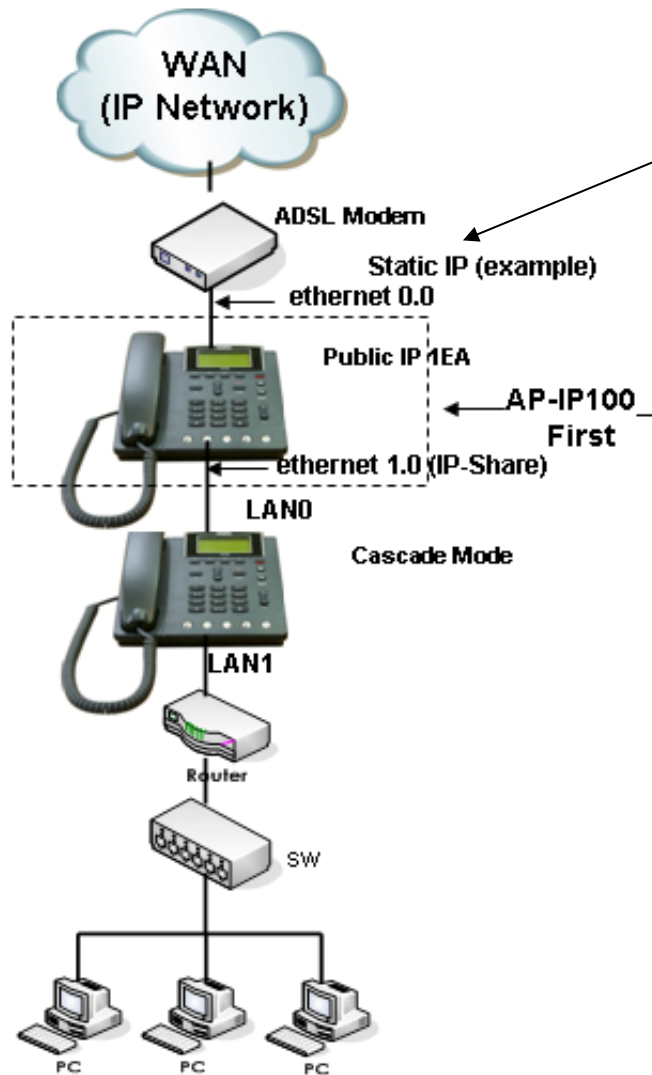 WAN
(IP Network)
ADSL Modem
Static IP (example)
ethernet 0.0
Public IP 1EA
AP-IP100_
First
ethernet 1.0 (IP-Share)
LAN0
Cascade Mode
LAN1
Router
SW
PC
PC
PC